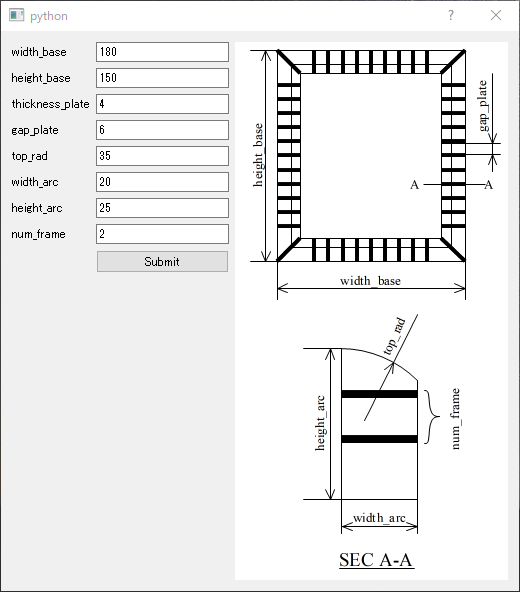 python
width_base 180
height_base 150
thickness_plate 4
gap_plate 6
top_rad 35
width_arc 20
height_arc 25
num_frame 2
Submit
gap_plate
height_base
A A
width_base
top_rad
height_arc
num_frame
width_arc
SEC A-A